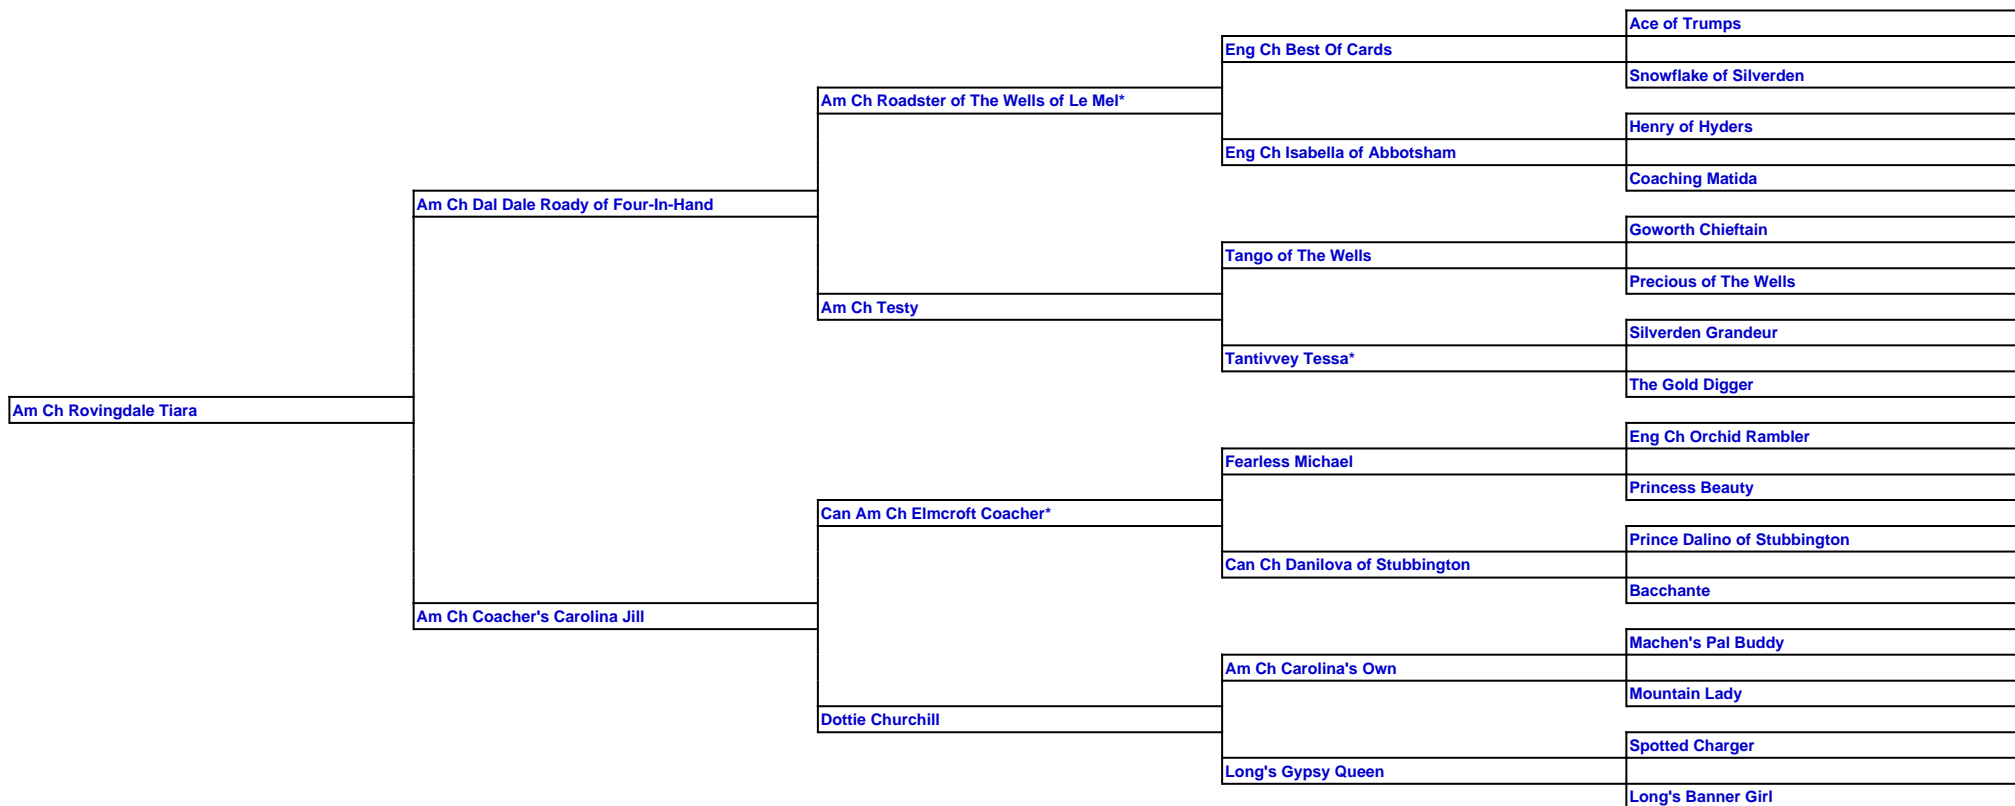 Ace of Trumps
Eng Ch Best Of Cards
Snowflake of Silverden
Am Ch Roadster of The Wells of Le Mel*
Henry of Hyders
Eng Ch Isabella of Abbotsham
Coaching Matida
Am Ch Dal Dale Roady of Four-In-Hand
Goworth Chieftain
Tango of The Wells
Precious of The Wells
Am Ch Testy
Silverden Grandeur
Tantivvey Tessa*
The Gold Digger
Am Ch Rovingdale Tiara
Eng Ch Orchid Rambler
Fearless Michael
Princess Beauty
Can Am Ch Elmcroft Coacher*
Prince Dalino of Stubbington
Can Ch Danilova of Stubbington
Bacchante
Am Ch Coacher's Carolina Jill
Machen's Pal Buddy
Am Ch Carolina's Own
Mountain Lady
Dottie Churchill
Spotted Charger
Long's Gypsy Queen
Long's Banner Girl